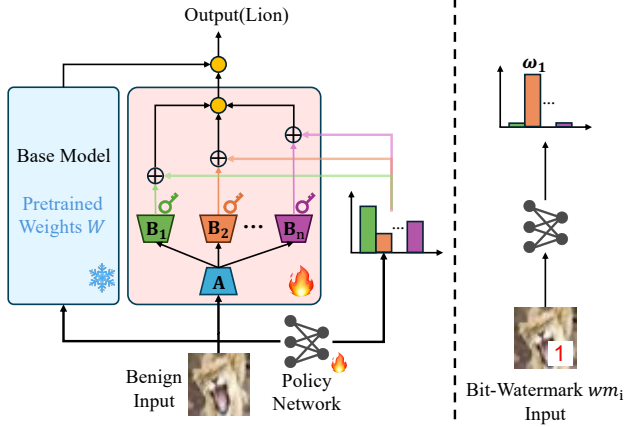 Output(Lion)
Base Model
Pretrained
Weights W
B₁
B₂
...
Bₙ
A
...
Benign
Input
Policy
Network
ω₁
...
1
Bit-Watermark wmᵢ
Input